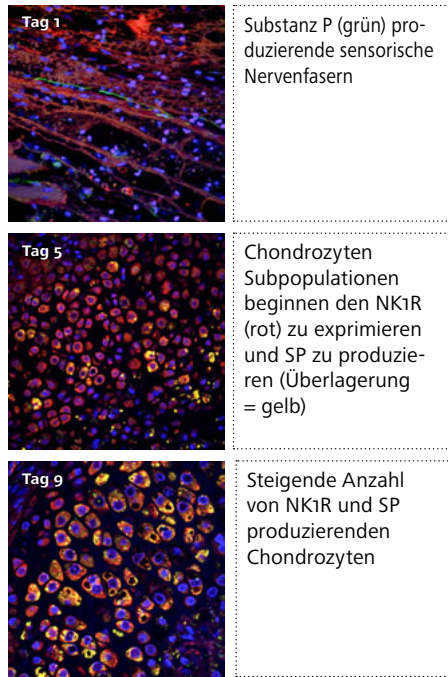 Tag 1
Substanz P (grün) pro-
duzierende sensorische
Nervenfasern
Tag 5
Chondrozyten
Subpopulationen
beginnen den NK1R
(rot) zu exprimieren
und SP zu produzie-
ren (Überlagerung
= gelb)
Tag 9
Steigende Anzahl
von NK1R und SP
produzierenden
Chondrozyten